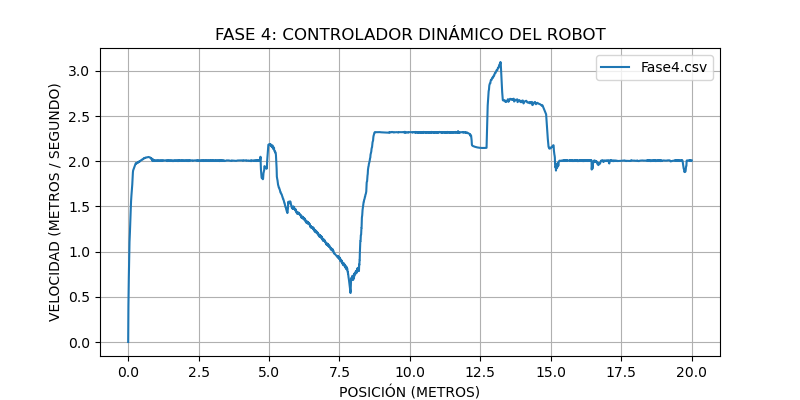 FASE 4: CONTROLADOR DINÁMICO DEL ROBOT
Fase4.csv
VELOCIDAD (METROS / SEGUNDO)
3.0
2.5
2.0
1.5
1.0
0.5
0.0
0.0 2.5 5.0 7.5 10.0 12.5 15.0 17.5 20.0
POSICIÓN (METROS)